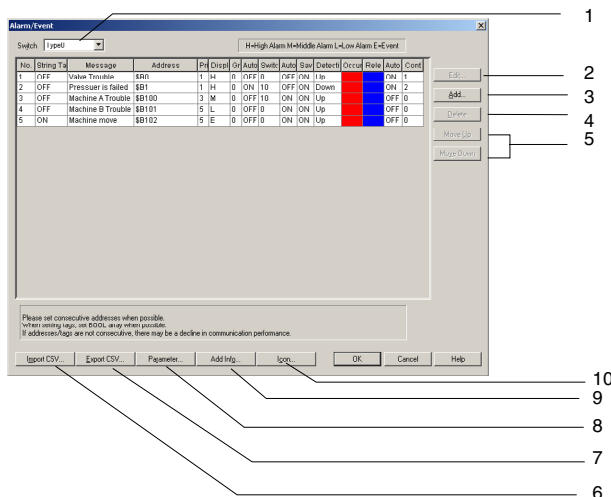 Alarm/Event
1
Switch TypeU
H=High Alarm M=Middle Alarm L=Low Alarm E=Event
No. String Ta Message Address Pri Displ Gr Auto Switc Auto Sav Detecti Occur Rele Auto Cont
1 OFF Valve Trouble $B0 1 H 0 OFF 0 OFF ON Up ON 1
2 OFF Pressuer is failed $B1 1 H 0 ON 10 OFF ON Down ON 2
3 OFF Machine A Trouble $B100 3 M 0 OFF 10 ON ON Up OFF 0
4 OFF Machine B Trouble $B101 5 L 0 OFF 0 ON ON Up OFF 0
5 ON Machine move $B102 5 E 0 OFF 0 ON ON Up OFF 0
Edit... 2
Add... 3
Delete 4
Move Up 5
Move Down
Please set consecutive addresses when possible.
When setting tags, set BOOL array when possible.
If addresses/tags are not consecutive, there may be a decline in communication performance.
Import CSV... Export CSV... Parameter... Add Info... Icon... OK Cancel Help
10
9
8
7
6